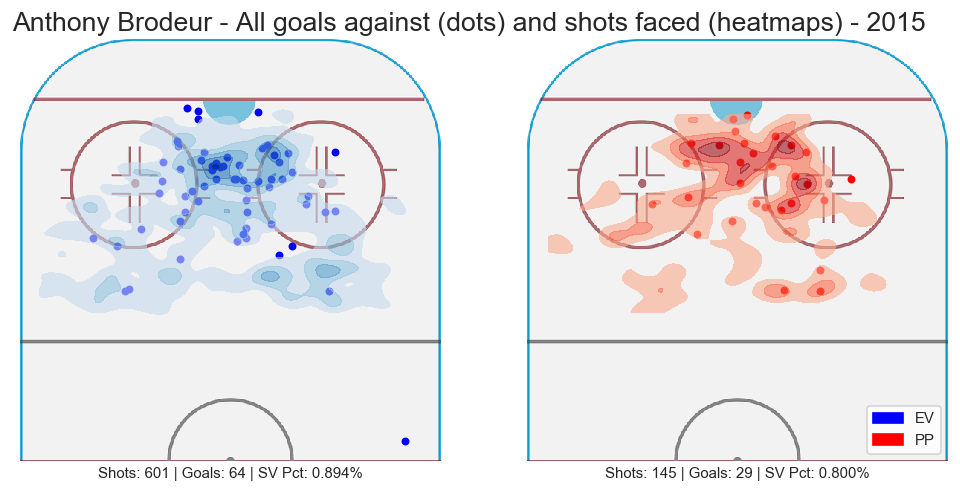 Anthony Brodeur - All goals against (dots) and shots faced (heatmaps) - 2015
EV
PP
Shots: 601 | Goals: 64 | SV Pct: 0.894%
Shots: 145 | Goals: 29 | SV Pct: 0.800%